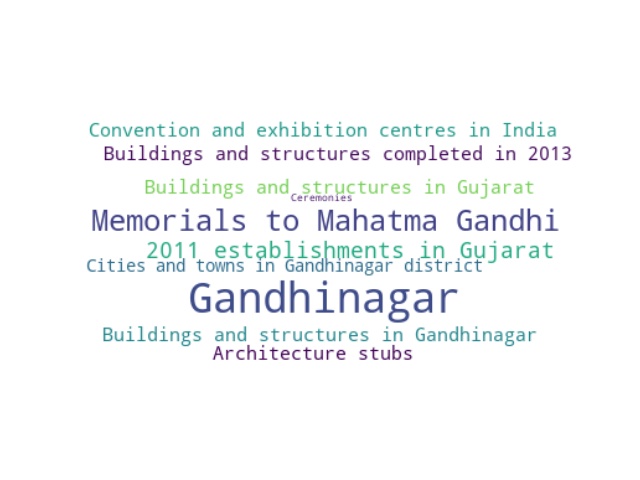 Convention and exhibition centres in India
Buildings and structures completed in 2013
Buildings and structures in Gujarat
Ceremonies
Memorials to Mahatma Gandhi
2011 establishments in Gujarat
Cities and towns in Gandhinagar district
Gandhinagar
Buildings and structures in Gandhinagar
Architecture stubs